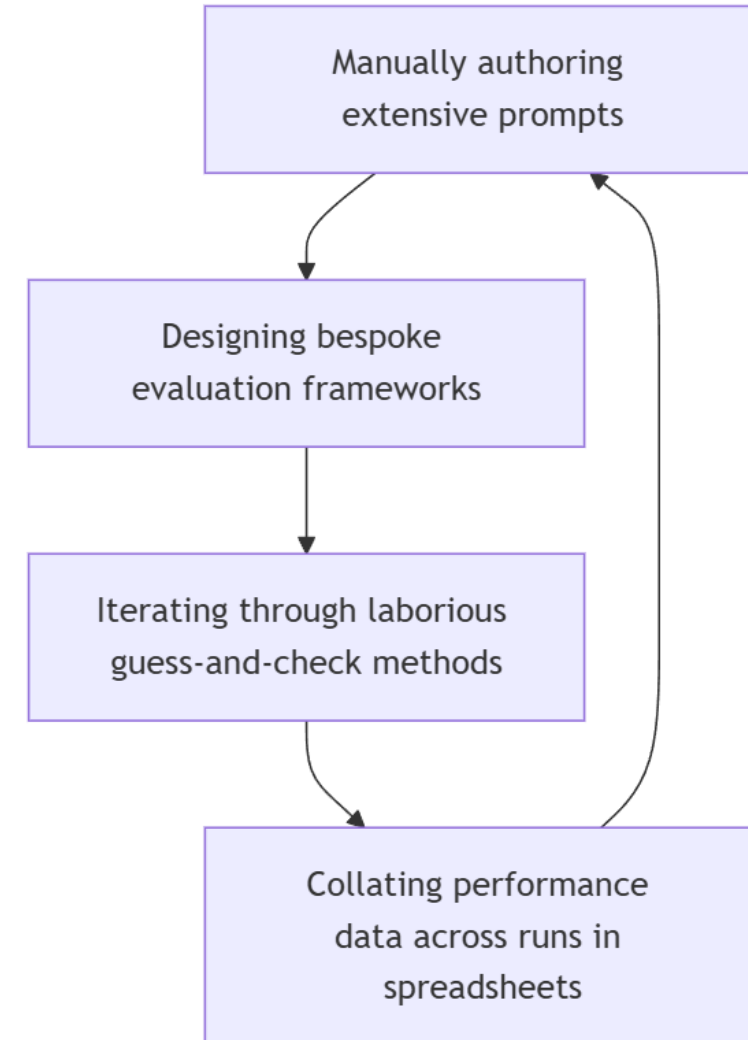 Manually authoring
extensive prompts
Designing bespoke
evaluation frameworks
Iterating through laborious
guess-and-check methods
Collating performance
data across runs in
spreadsheets